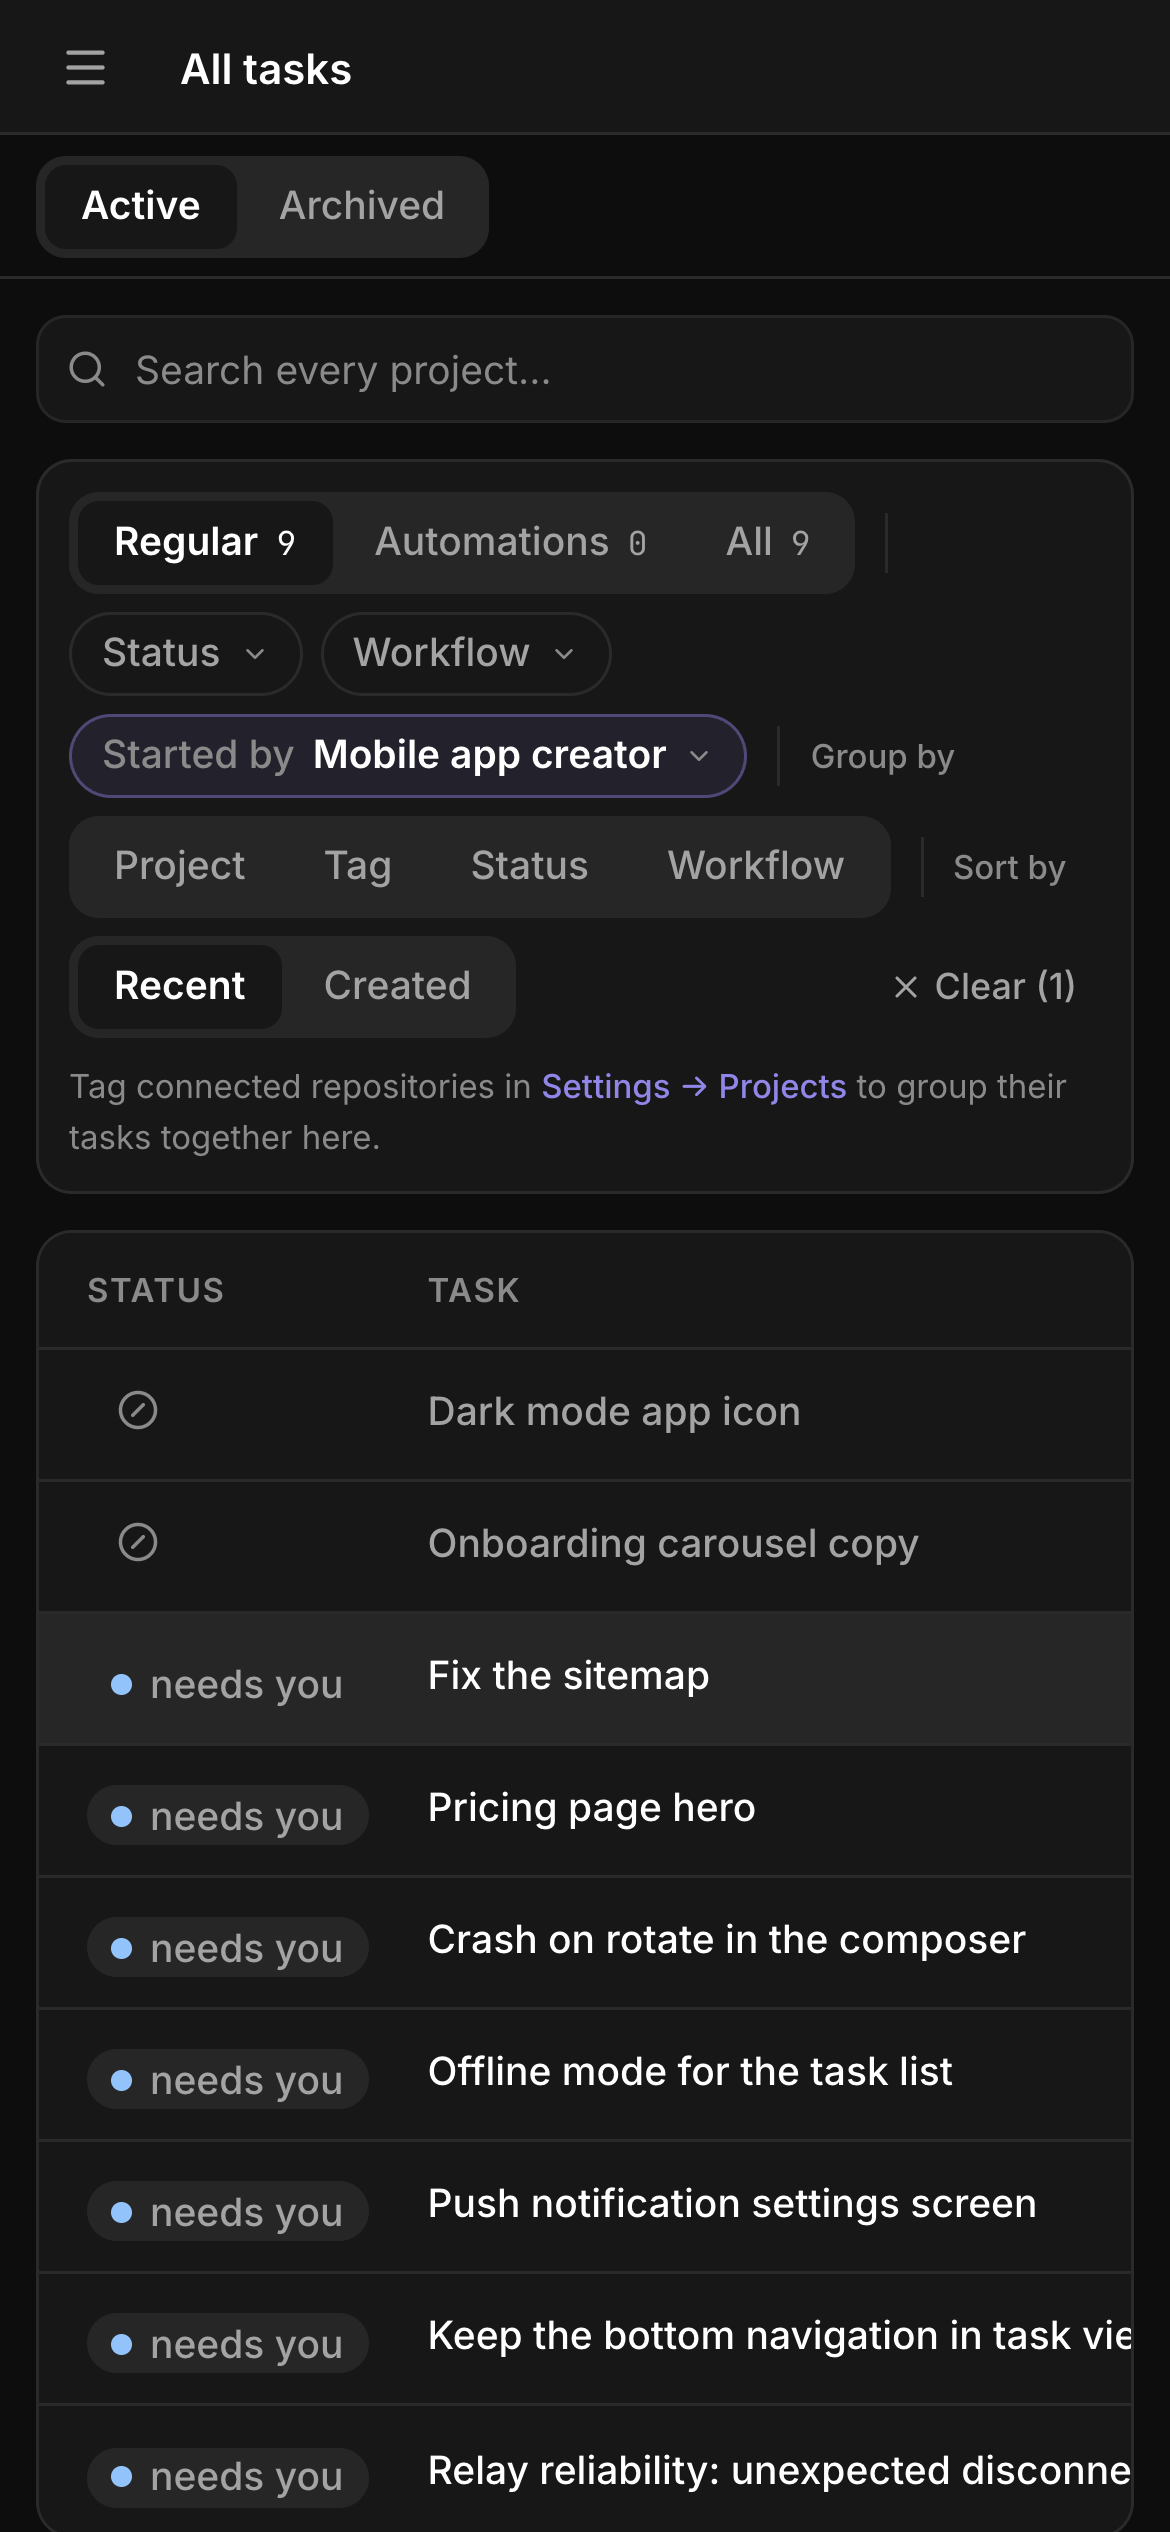 All tasks
Active Archived
Search every project...
Regular 9 Automations 0 All 9
Status Workflow
Started by Mobile app creator Group by
Project Tag Status Workflow Sort by
Recent Created Clear (1)
Tag connected repositories in Settings → Projects to group their
tasks together here.
STATUS TASK
Dark mode app icon
Onboarding carousel copy
needs you Fix the sitemap
needs you Pricing page hero
needs you Crash on rotate in the composer
needs you Offline mode for the task list
needs you Push notification settings screen
needs you Keep the bottom navigation in task vie
needs you Relay reliability: unexpected disconne